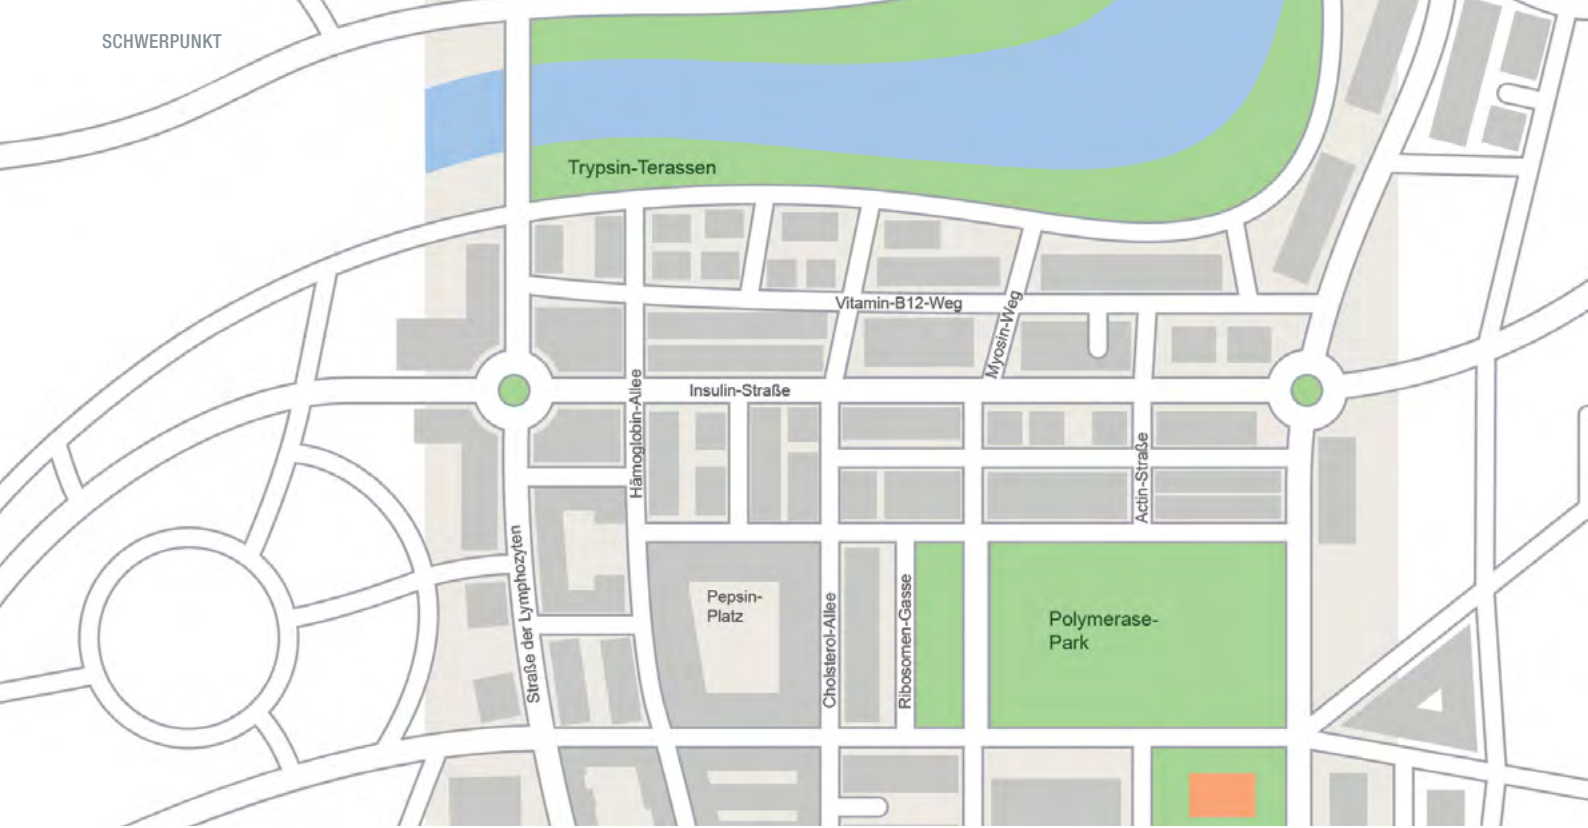 SCHWERPUNKT
Trypsin-Terassen
Vitamin-B12-Weg
Myosin-Weg
Insulin-Straße
Hämoglobin-Allee
Actin-Straße
Straße der Lymphozyten
Pepsin-
Platz
Cholsterol-Allee
Ribosomen-Gasse
Polymerase-
Park